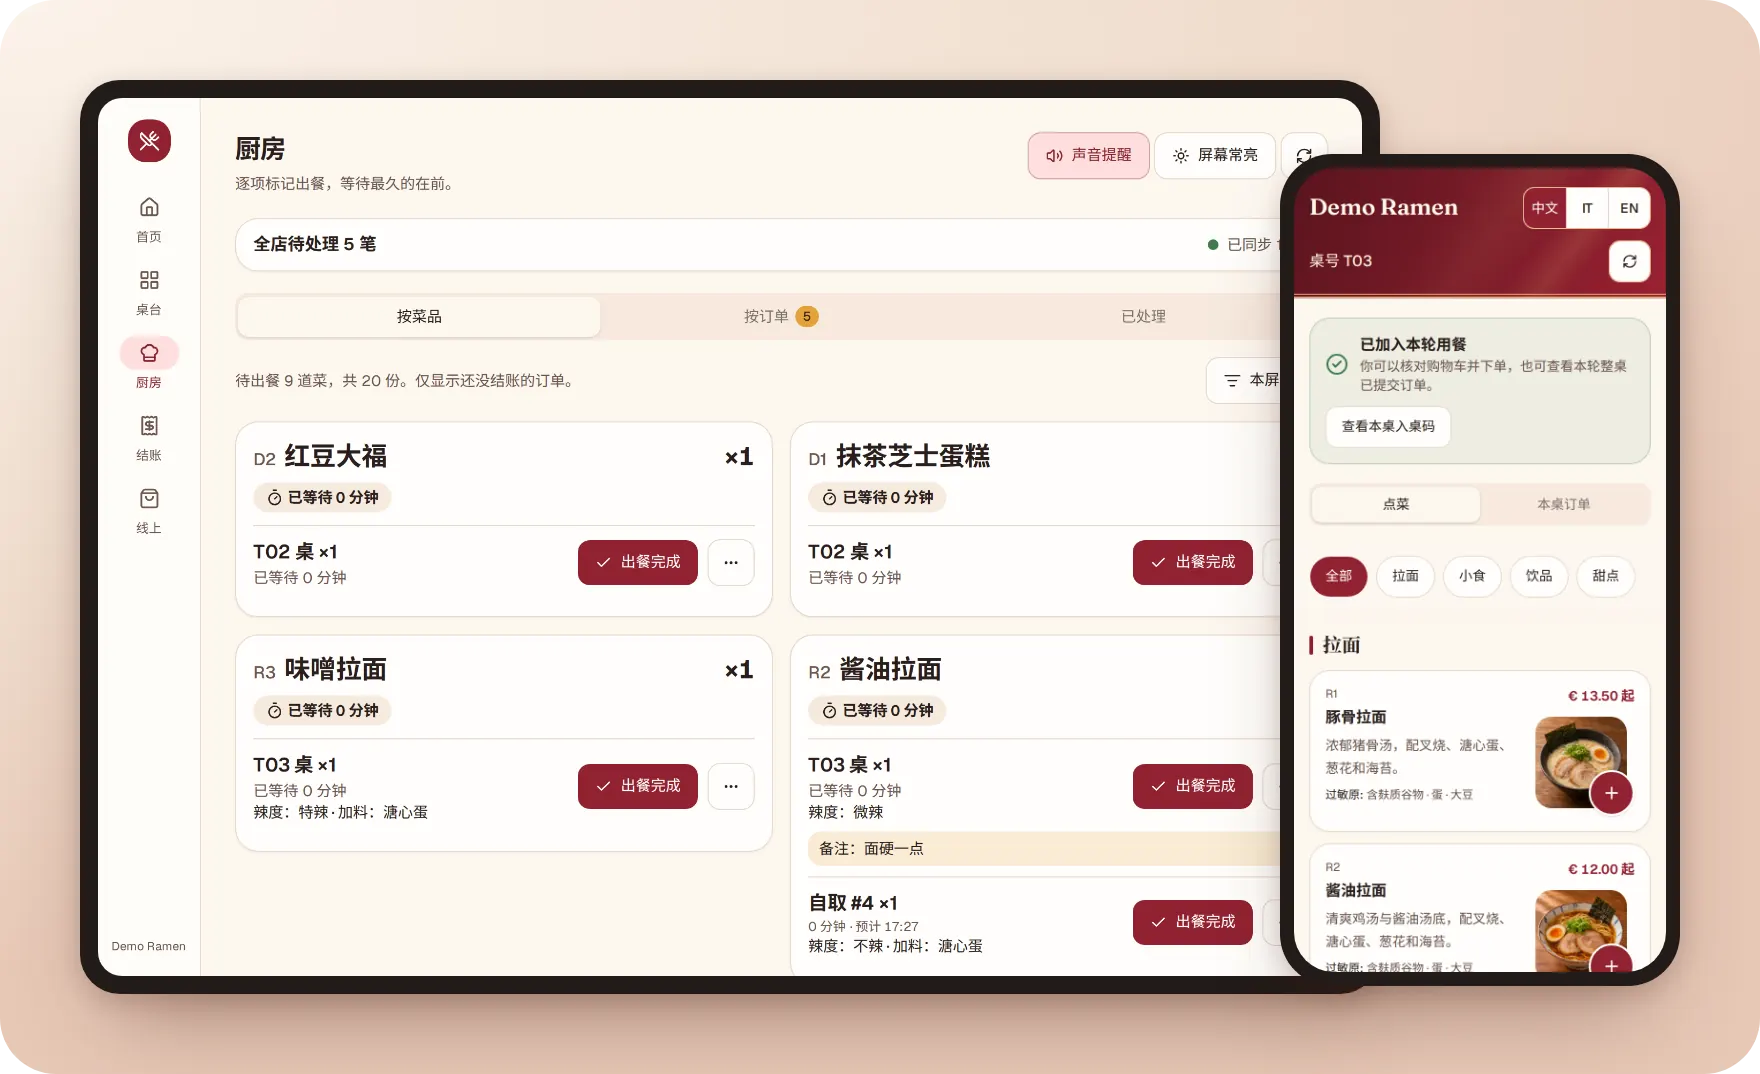 厨房
逐项标记出餐，等待最久的在前。
声音提醒
屏幕常亮
首页
桌台
厨房
结账
线上
Demo Ramen
全店待处理 5 笔
已同步
按菜品
按订单 5
已处理
待出餐 9 道菜，共 20 份。仅显示还没结账的订单。
本屏
D2 红豆大福 ×1
已等待 0 分钟
T02 桌 ×1
已等待 0 分钟
出餐完成
D1 抹茶芝士蛋糕
已等待 0 分钟
T02 桌 ×1
已等待 0 分钟
出餐完成
R3 味噌拉面 ×1
已等待 0 分钟
T03 桌 ×1
已等待 0 分钟
辣度：特辣 · 加料：溏心蛋
出餐完成
R2 酱油拉面
已等待 0 分钟
T03 桌 ×1
已等待 0 分钟
辣度：微辣
出餐完成
备注：面硬一点
自取 #4 ×1
0 分钟 · 预计 17:27
辣度：不辣 · 加料：溏心蛋
出餐完成
Demo Ramen
中文 IT EN
桌号 T03
已加入本轮用餐
你可以核对购物车并下单，也可查看本轮整桌
已提交订单。
查看本桌入桌码
点菜
本桌订单
全部 拉面 小食 饮品 甜点
拉面
R1
€ 13.50 起
豚骨拉面
浓郁猪骨汤，配叉烧、溏心蛋、
葱花和海苔。
过敏原: 含麸质谷物 · 蛋 · 大豆
R2
€ 12.00 起
酱油拉面
清爽鸡汤与酱油汤底，配叉烧、
溏心蛋、葱花和海苔。
过敏原: 含麸质谷物 · 蛋 · 大豆